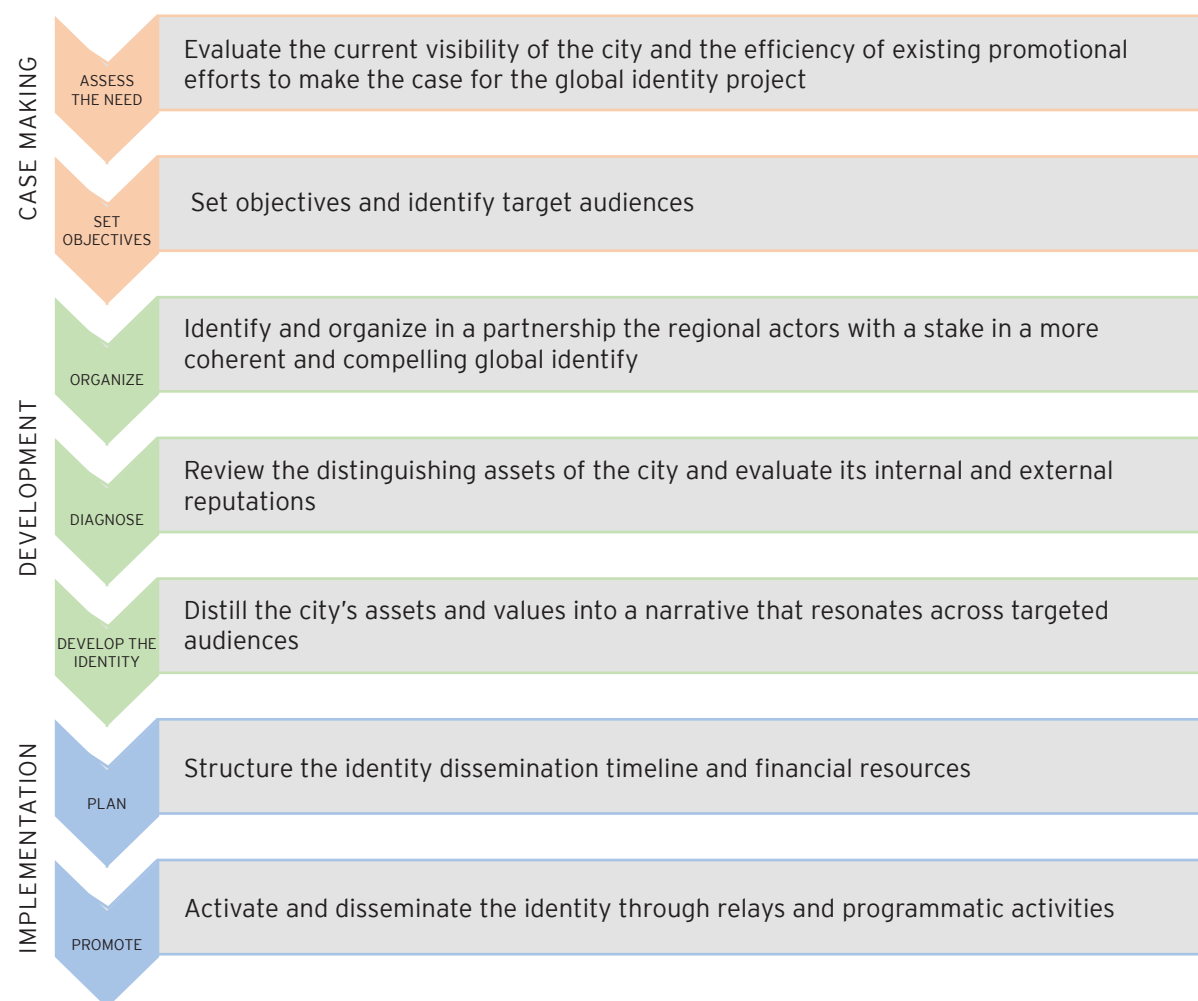 CASE MAKING
ASSESS
THE NEED
Evaluate the current visibility of the city and the efficiency of existing promotional
efforts to make the case for the global identity project
SET
OBJECTIVES
Set objectives and identify target audiences
DEVELOPMENT
ORGANIZE
Identify and organize in a partnership the regional actors with a stake in a more
coherent and compelling global identify
DIAGNOSE
Review the distinguishing assets of the city and evaluate its internal and external
reputations
DEVELOP THE
IDENTITY
Distill the city’s assets and values into a narrative that resonates across targeted
audiences
IMPLEMENTATION
PLAN
Structure the identity dissemination timeline and financial resources
PROMOTE
Activate and disseminate the identity through relays and programmatic activities